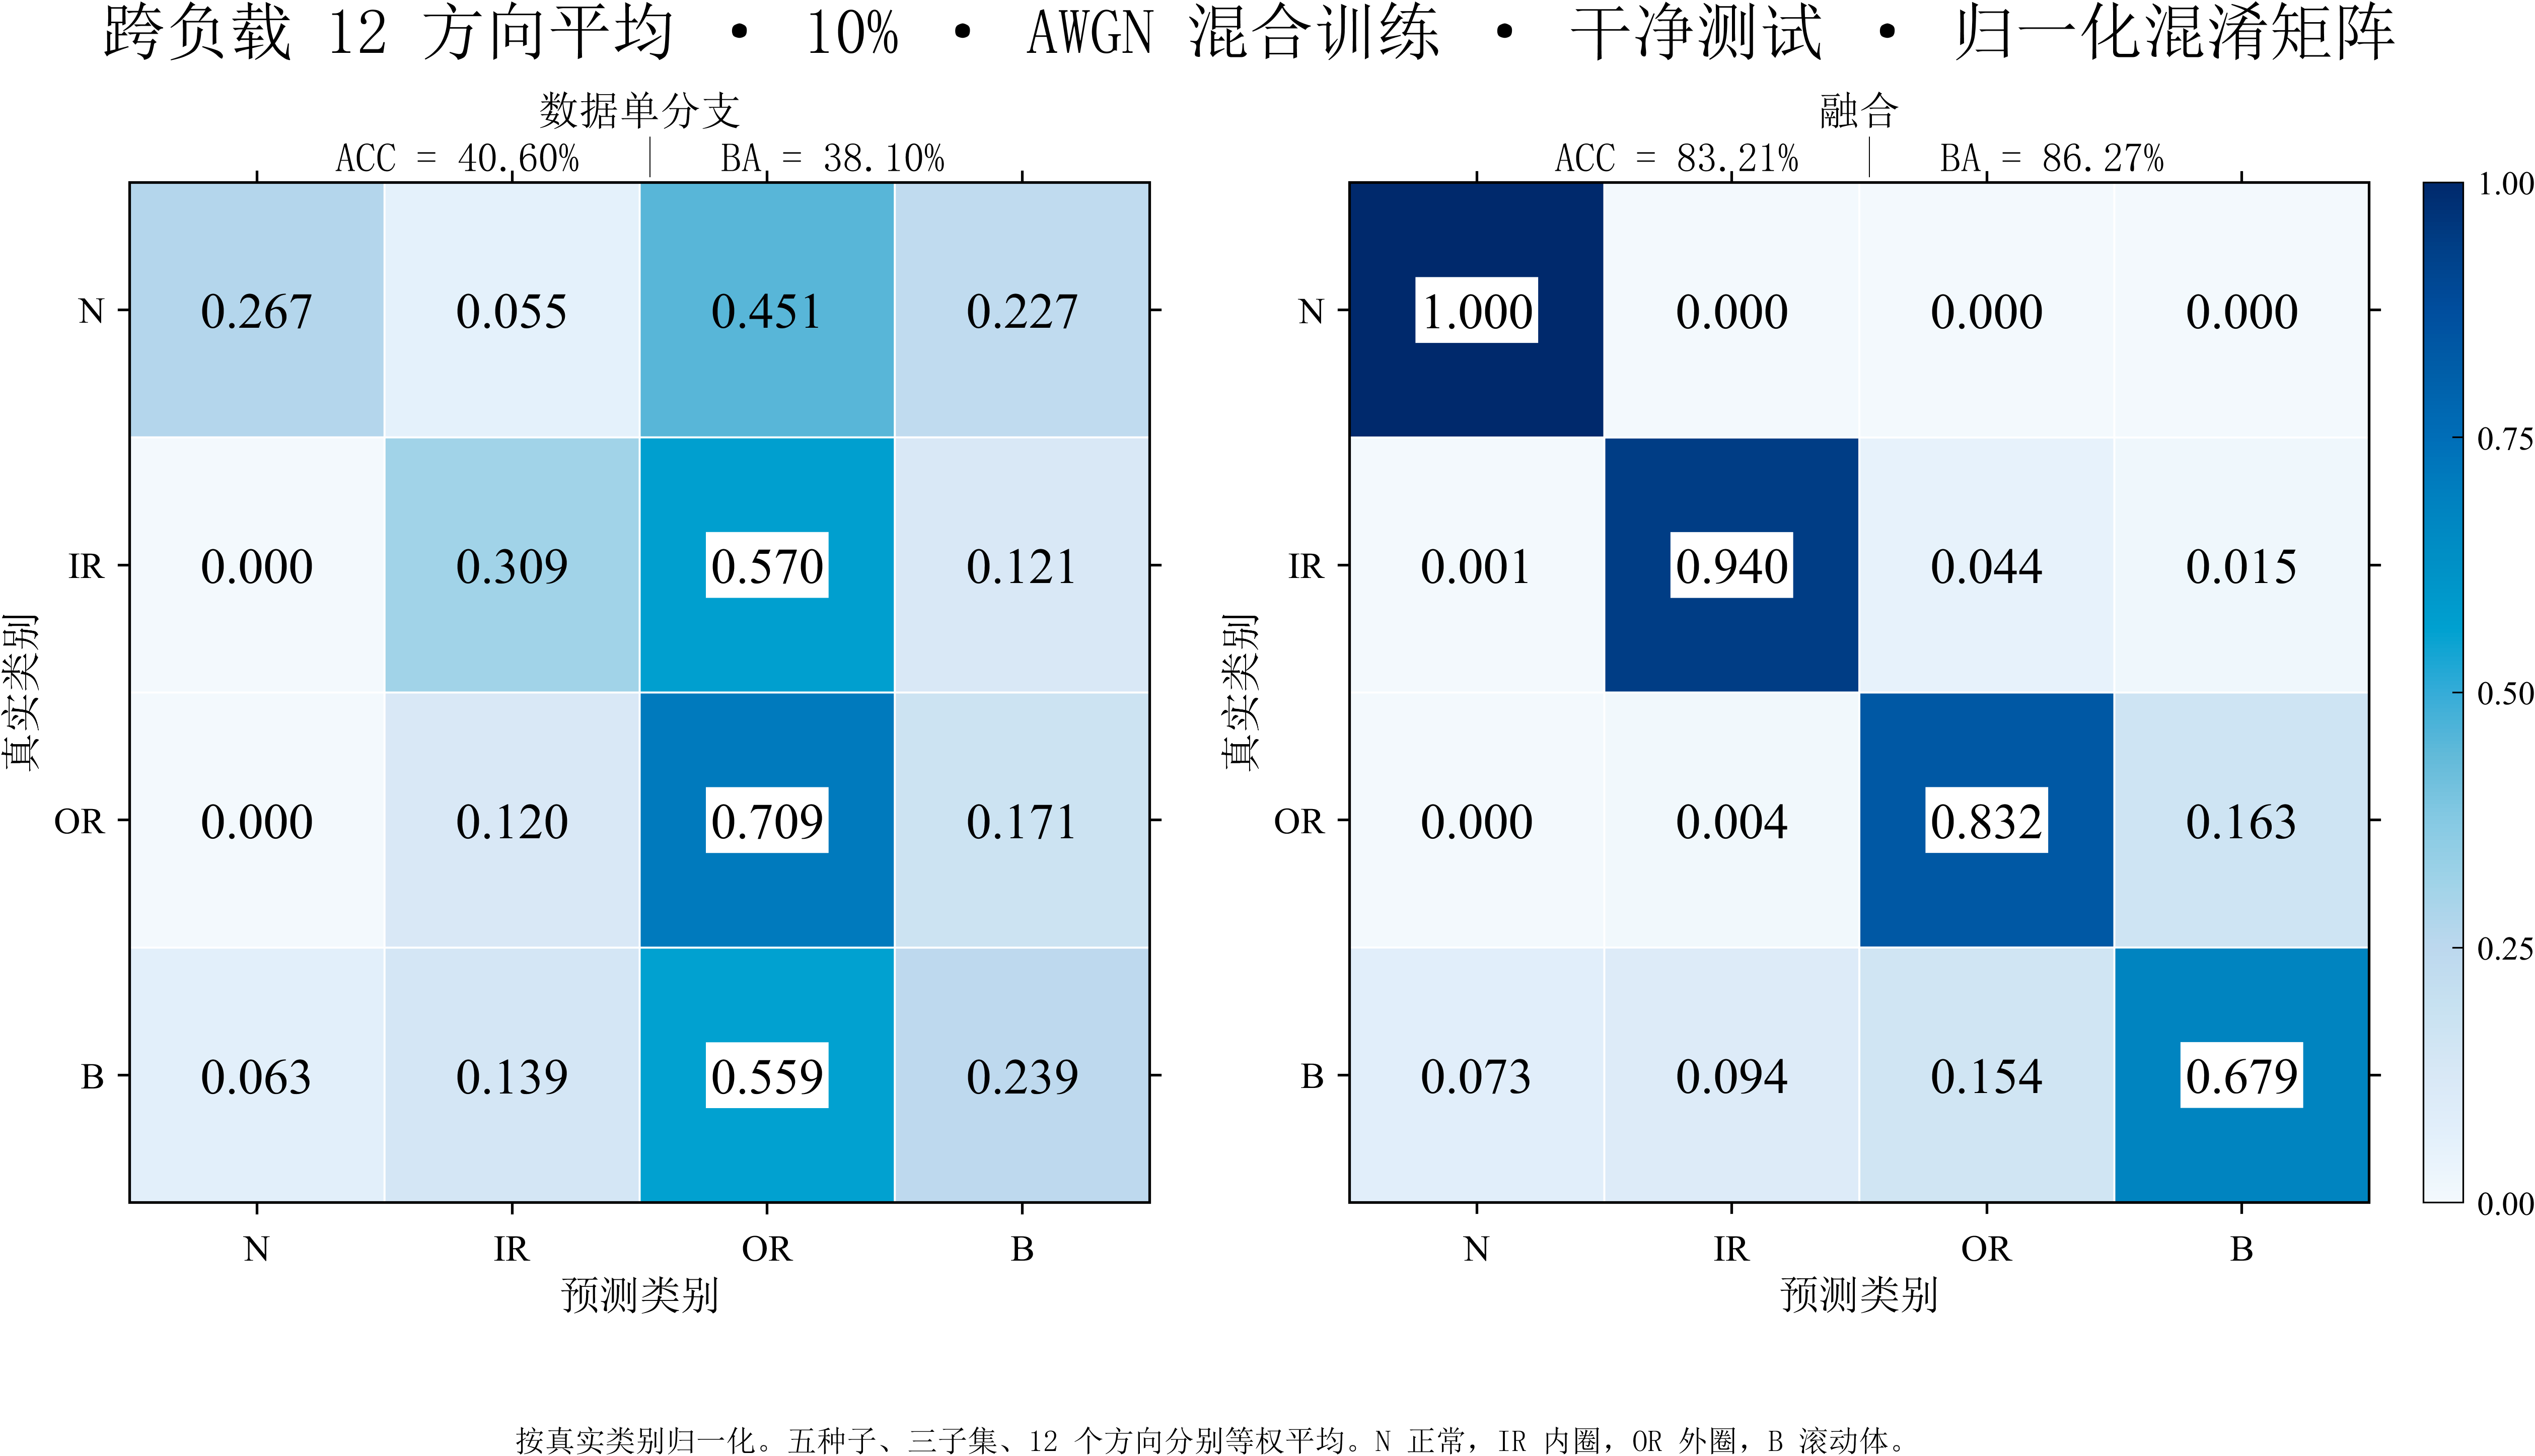 跨负载 12 方向平均 • 10% • AWGN 混合训练 • 干净测试 • 归一化混淆矩阵
数据单分支
ACC = 40.60% | BA = 38.10%
N 0.267 0.055 0.451 0.227
IR 0.000 0.309 0.570 0.121
OR 0.000 0.120 0.709 0.171
B 0.063 0.139 0.559 0.239
真实类别
N IR OR B
预测类别
融合
ACC = 83.21% | BA = 86.27%
N 1.000 0.000 0.000 0.000
IR 0.001 0.940 0.044 0.015
OR 0.000 0.004 0.832 0.163
B 0.073 0.094 0.154 0.679
真实类别
N IR OR B
预测类别
1.00
0.75
0.50
0.25
0.00
按真实类别归一化。五种子、三子集、12 个方向分别等权平均。N 正常，IR 内圈，OR 外圈，B 滚动体。